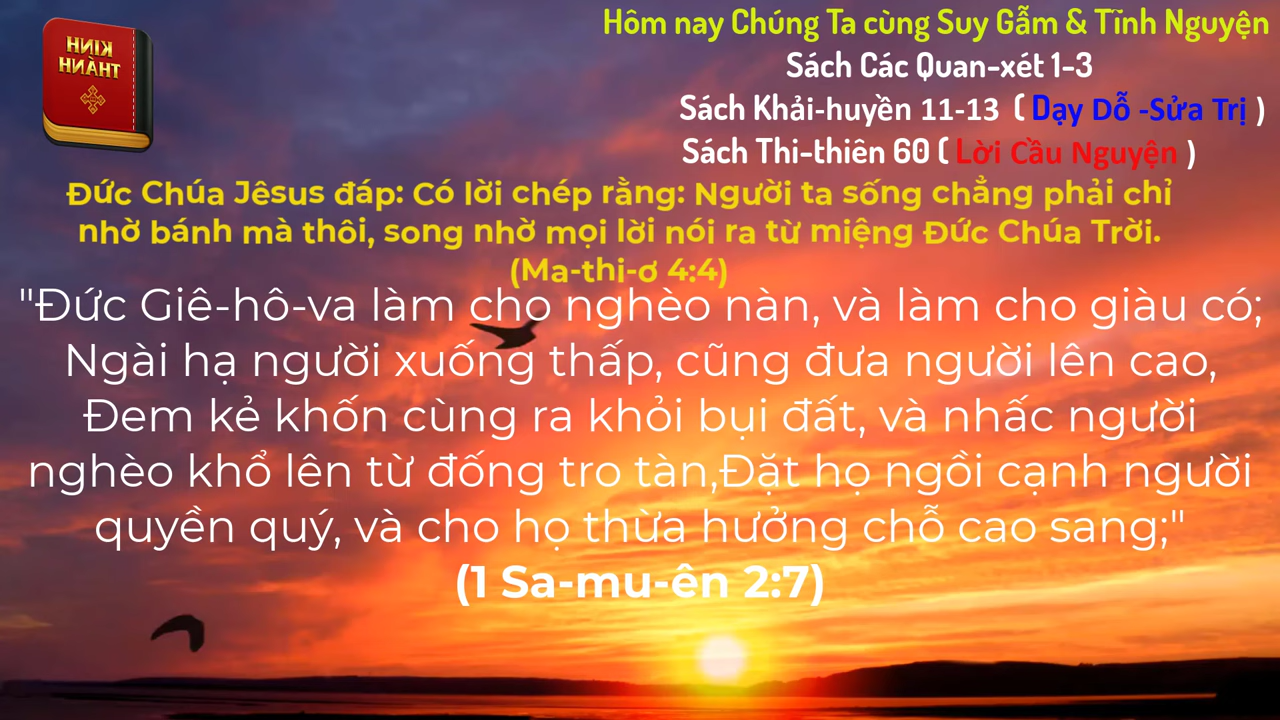 KINH
THÀNH
Hôm nay Chúng Ta cùng Suy Gẫm & Tĩnh Nguyện
Sách Các Quan-xét 1-3
Sách Khải-huyền 11-13 ( Dạy Dỗ -Sửa Trị )
Sách Thi-thiên 60 ( Lời Cầu Nguyện )
Đức Chúa Jêsus đáp: Có lời chép rằng: Người ta sống chẳng phải chỉ
nhờ bánh mà thôi, song nhờ mọi lời nói ra từ miệng Đức Chúa Trời.
(Ma-thi-ơ 4:4)
"Đức Giê-hô-va làm cho nghèo nàn, và làm cho giàu có;
Ngài hạ người xuống thấp, cũng đưa người lên cao,
Đem kẻ khốn cùng ra khỏi bụi đất, và nhấc người
nghèo khổ lên từ đống tro tàn,Đặt họ ngồi cạnh người
quyền quý, và cho họ thừa hưởng chỗ cao sang;"
(1 Sa-mu-ên 2:7)